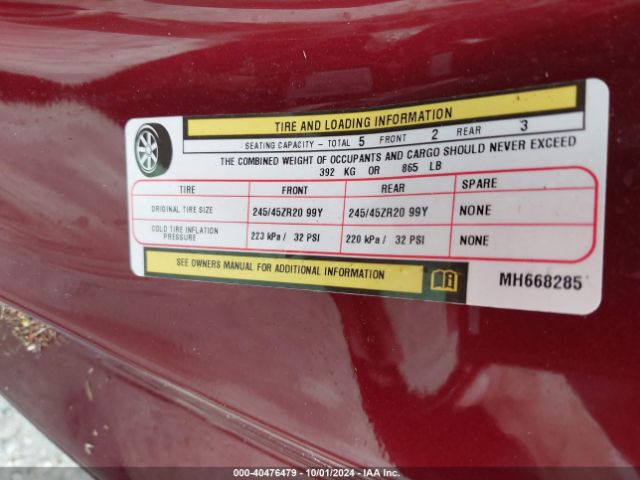 TIRE AND LOADING INFORMATION
SEATING CAPACITY - TOTAL 5 FRONT 2 REAR 3
THE COMBINED WEIGHT OF OCCUPANTS AND CARGO SHOULD NEVER EXCEED
392 KG OR 865 LB
TIRE FRONT REAR SPARE
ORIGINAL TIRE SIZE 245/45ZR20 99Y 245/45ZR20 99Y NONE
COLD TIRE INFLATION PRESSURE 220 kPa / 32 PSI 220 kPa / 32 PSI NONE
SEE OWNERS MANUAL FOR ADDITIONAL INFORMATION
MH668285
000-40476479 • 10/01/2024 • IAA Inc.